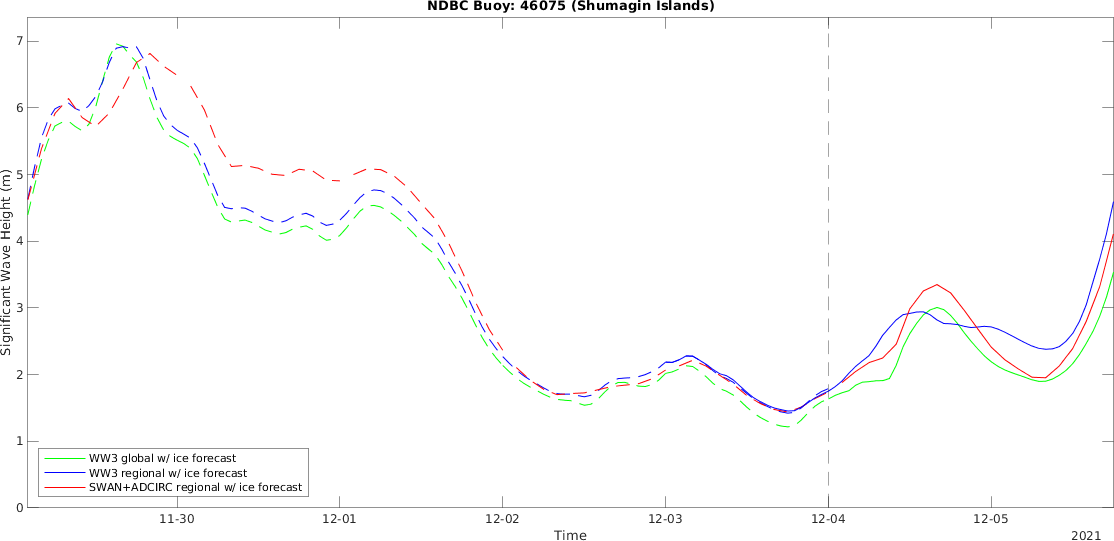 NDBC Buoy: 46075 (Shumagin Islands)
Significant Wave Height (m)
7
6
5
4
3
2
1
0
WW3 global w/ ice forecast
WW3 regional w/ ice forecast
SWAN+ADCIRC regional w/ ice forecast
11-30
12-01
12-02
12-03
12-04
12-05
Time
2021